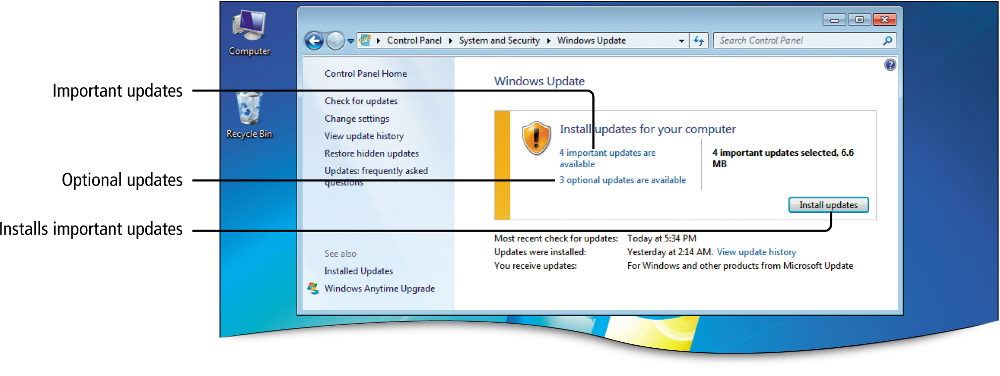 Computer
Control Panel
System and Security
Windows Update
Search Control Panel
Control Panel Home
Windows Update
Important updates
Check for updates
Change settings
Recycle Bin
View update history
Restore hidden updates
Updates: frequently asked
questions
Install updates for your computer
4 important updates are
available
3 optional updates are available
4 important updates selected, 6.6
MB
Optional updates
Install updates
Installs important updates
Most recent check for updates: Today at 5:34 PM
Updates were installed: Yesterday at 2:14 AM. View update history
You receive updates: For Windows and other products from Microsoft Update
See also
Installed Updates
Windows Anytime Upgrade